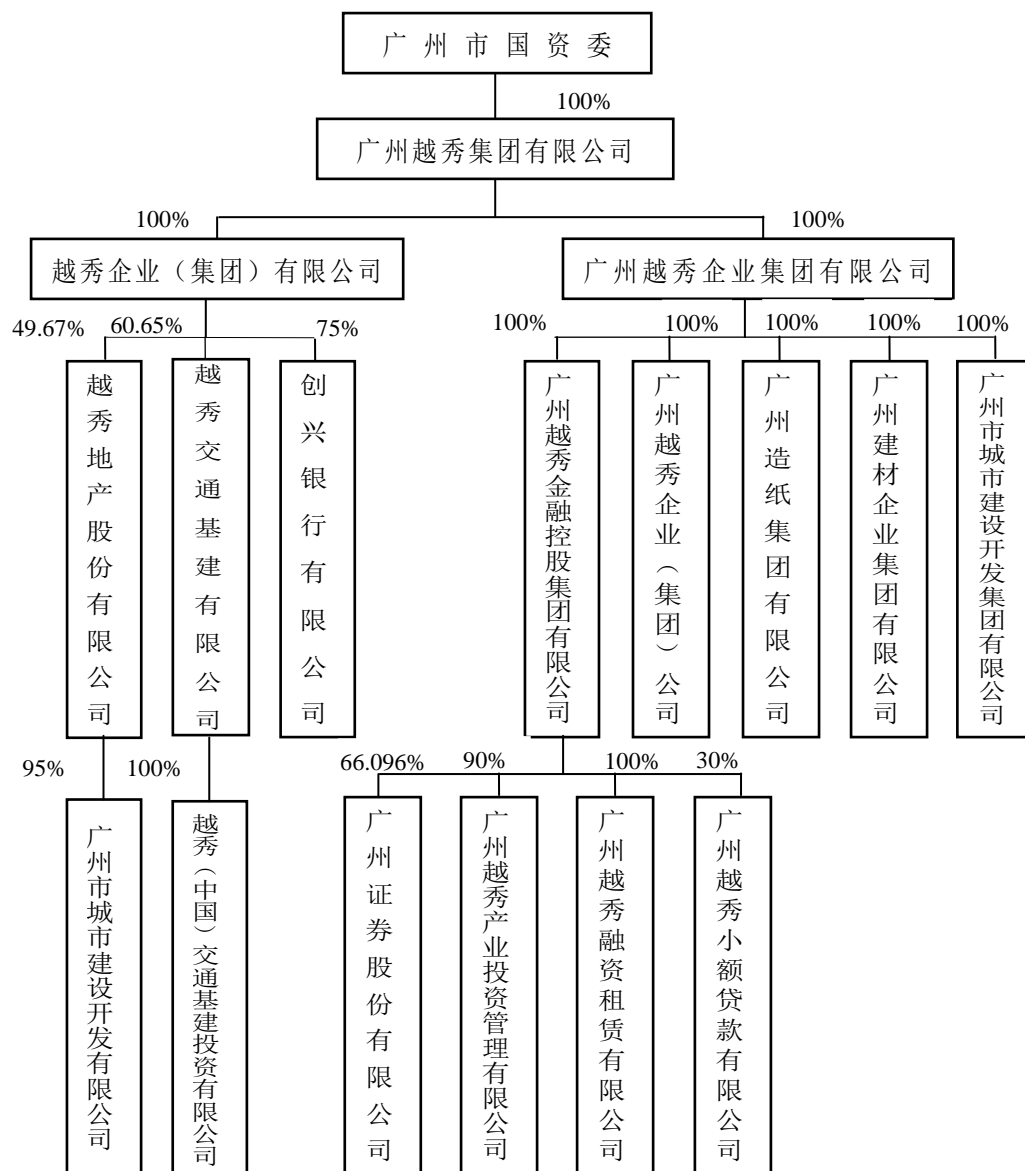 广州市国资委
100%
广州越秀集团有限公司
100%
100%
越秀企业（集团）有限公司
广州越秀企业集团有限公司
49.67%
60.65%
75%
100%
100%
100%
100%
100%
越秀地产股份有限公司
越秀交通基建有限公司
创兴银行有限公司
广州越秀金融控股集团有限公司
广州越秀企业（集团）公司
广州造纸集团有限公司
广州建材企业集团有限公司
广州市城市建设开发集团有限公司
95%
100%
66.096%
90%
100%
30%
广州市城市建设开发有限公司
越秀（中国）交通基建投资有限公司
广州证券股份有限公司
广州越秀产业投资管理有限公司
广州越秀融资租赁有限公司
广州越秀小额贷款有限公司